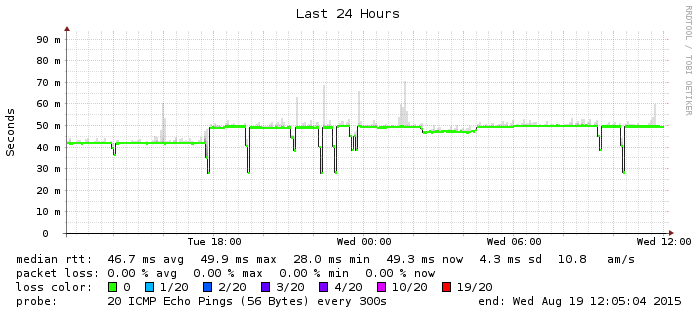 Last 24 Hours
RRDTOOL / TOBI OETIKER
Seconds
90 m
80 m
70 m
60 m
50 m
40 m
30 m
20 m
10 m
0
Tue 18:00 Wed 00:00 Wed 06:00 Wed 12:00
median rtt: 46.7 ms avg 49.9 ms max 28.0 ms min 49.3 ms now 4.3 ms sd 10.8 am/s
packet loss: 0.00 % avg 0.00 % max 0.00 % min 0.00 % now
loss color: 0 1/20 2/20 3/20 4/20 10/20 19/20
probe: 20 ICMP Echo Pings (56 Bytes) every 300s end: Wed Aug 19 12:05:04 2015